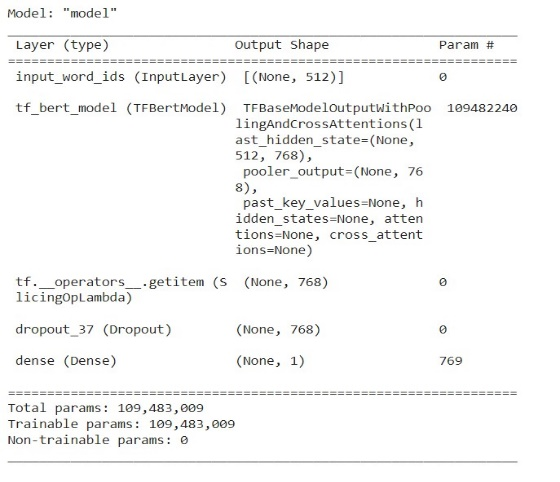 Model: "model"
Layer (type) Output Shape Param #
input_word_ids (InputLayer) [(None, 512)] 0
tf_bert_model (TFBertModel) TFBaseModelOutputWithPoo 109482240
lingAndCrossAttentions(l
ast_hidden_state=(None,
512, 768),
pooler_output=(None, 76
8),
past_key_values=None, h
idden_states=None, atten
tions=None, cross_attent
ions=None)
tf.__operators__.getitem (S (None, 768) 0
licingOpLambda)
dropout_37 (Dropout) (None, 768) 0
dense (Dense) (None, 1) 769
Total params: 109,483,009
Trainable params: 109,483,009
Non-trainable params: 0